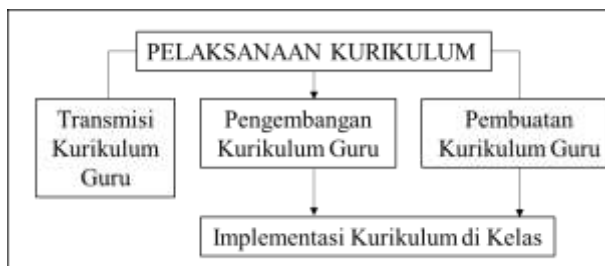 PELAKSANAAN KURIKULUM
Transmisi
Kurikulum
Guru
Pengembangan
Kurikulum Guru
Pembuatan
Kurikulum Guru
Implementasi Kurikulum di Kelas